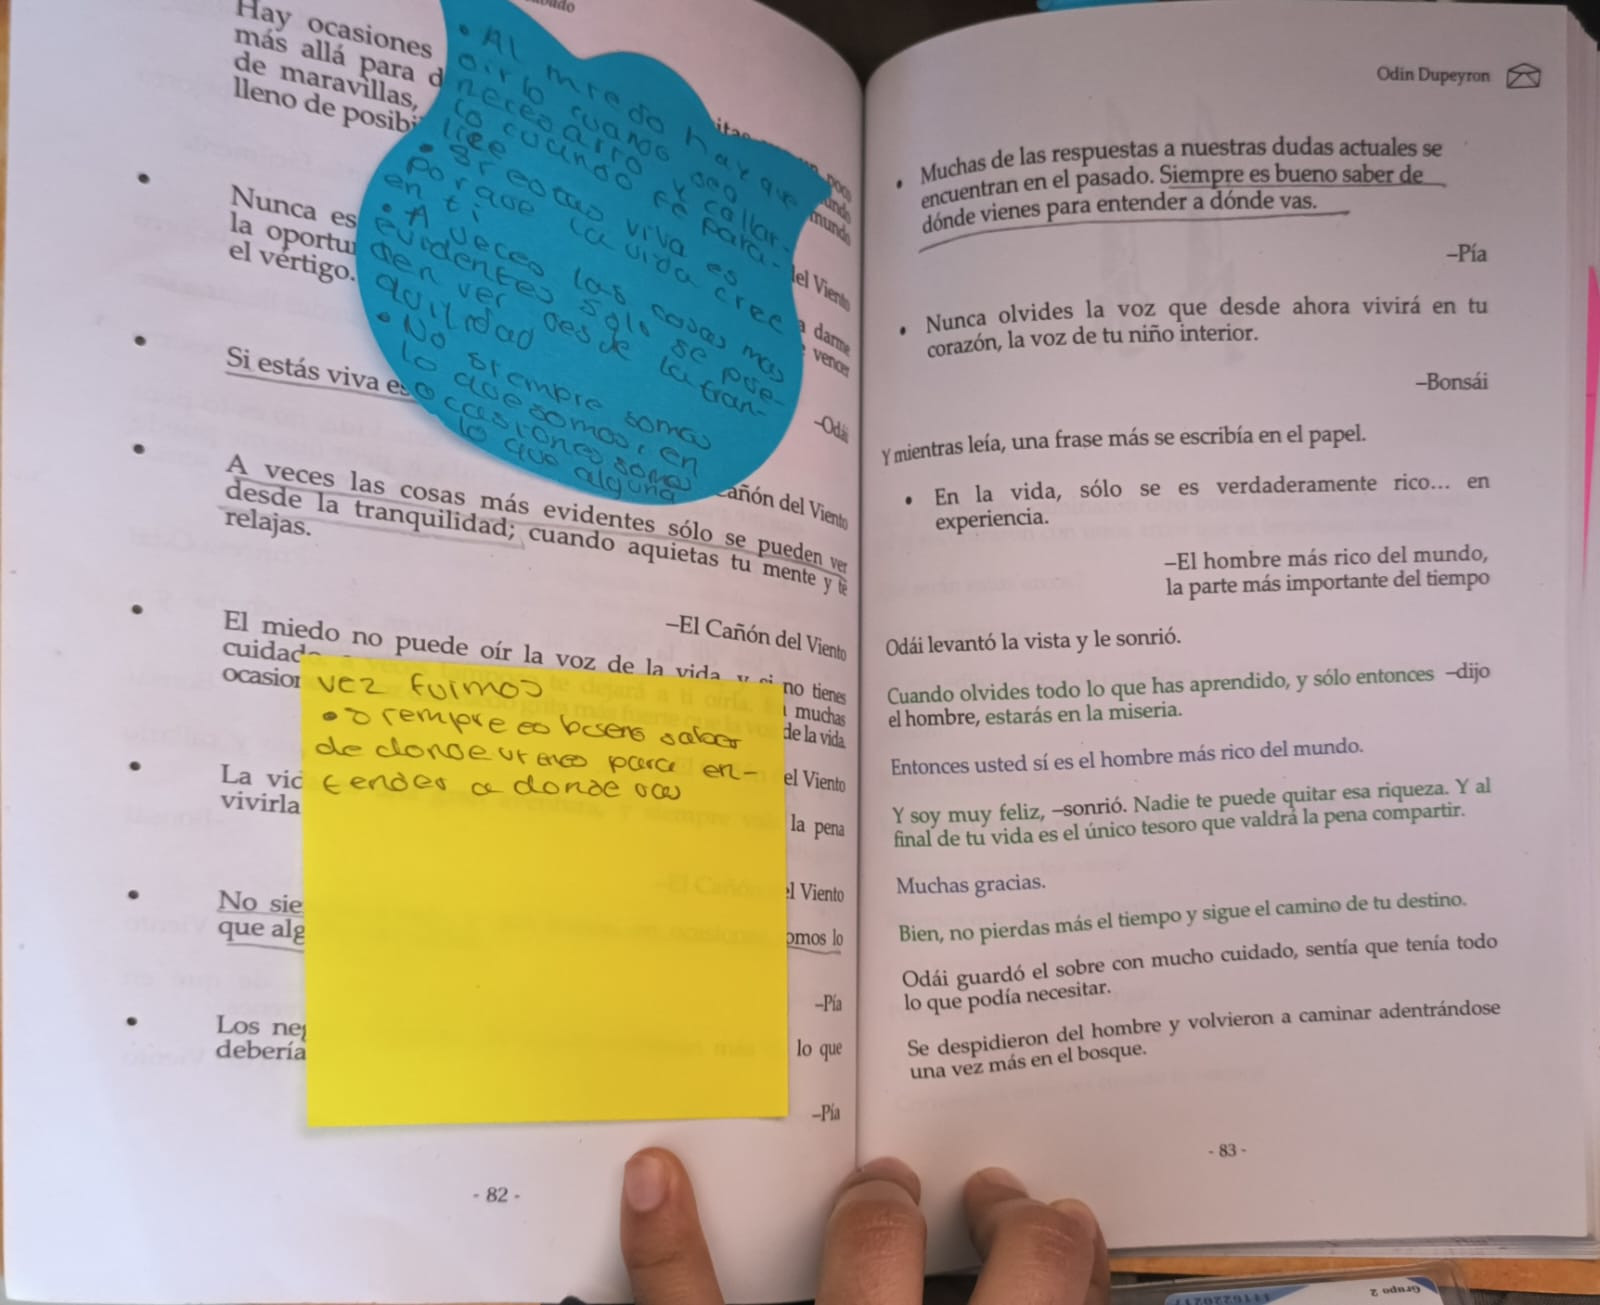 Hay ocasiones
más allá para d
de maravillas,
lleno de posibi
poco
mundo
del Viento
Nunca es
la oportu
el vértigo.
a darme
vencer
–Odái
Si estás viva es
Cañón del Viento
A veces las cosas más evidentes sólo se pueden ver
desde la tranquilidad; cuando aquietas tu mente y te
relajas.
–El Cañón del Viento
El miedo no puede oír la voz de la vida, y si no tienes
cuidado
muchas
ocasion
de la vida
el Viento
La vid
vivirla
la pena
el Viento
No sie
que alg
omos lo
–Pía
Los neg
debería
lo que
–Pía
- 82 -
• Al miedo hay que
oirlo cuando sea
necesario y callar-
lo cuando te para-
lice
• Si estas viva es
porque la vida cree
en ti
• A veces las cosas mas
evidentes solo se pue-
den ver desde la tran-
quilidad
• No siempre somos
lo que somos, en
ocasiones somos
lo que alguna
vez fuimos
• Siempre es bueno saber
de donde vienes para en-
tender a donde vas
Odin Dupeyron
• Muchas de las respuestas a nuestras dudas actuales se
encuentran en el pasado. Siempre es bueno saber de
dónde vienes para entender a dónde vas.
–Pía
• Nunca olvides la voz que desde ahora vivirá en tu
corazón, la voz de tu niño interior.
–Bonsái
Y mientras leía, una frase más se escribía en el papel.
• En la vida, sólo se es verdaderamente rico... en
experiencia.
–El hombre más rico del mundo,
la parte más importante del tiempo
Odái levantó la vista y le sonrió.
Cuando olvides todo lo que has aprendido, y sólo entonces –dijo
el hombre, estarás en la miseria.
Entonces usted sí es el hombre más rico del mundo.
Y soy muy feliz, –sonrió. Nadie te puede quitar esa riqueza. Y al
final de tu vida es el único tesoro que valdrá la pena compartir.
Muchas gracias.
Bien, no pierdas más el tiempo y sigue el camino de tu destino.
Odái guardó el sobre con mucho cuidado, sentía que tenía todo
lo que podía necesitar.
Se despidieron del hombre y volvieron a caminar adentrándose
una vez más en el bosque.
- 83 -
Grupo 2